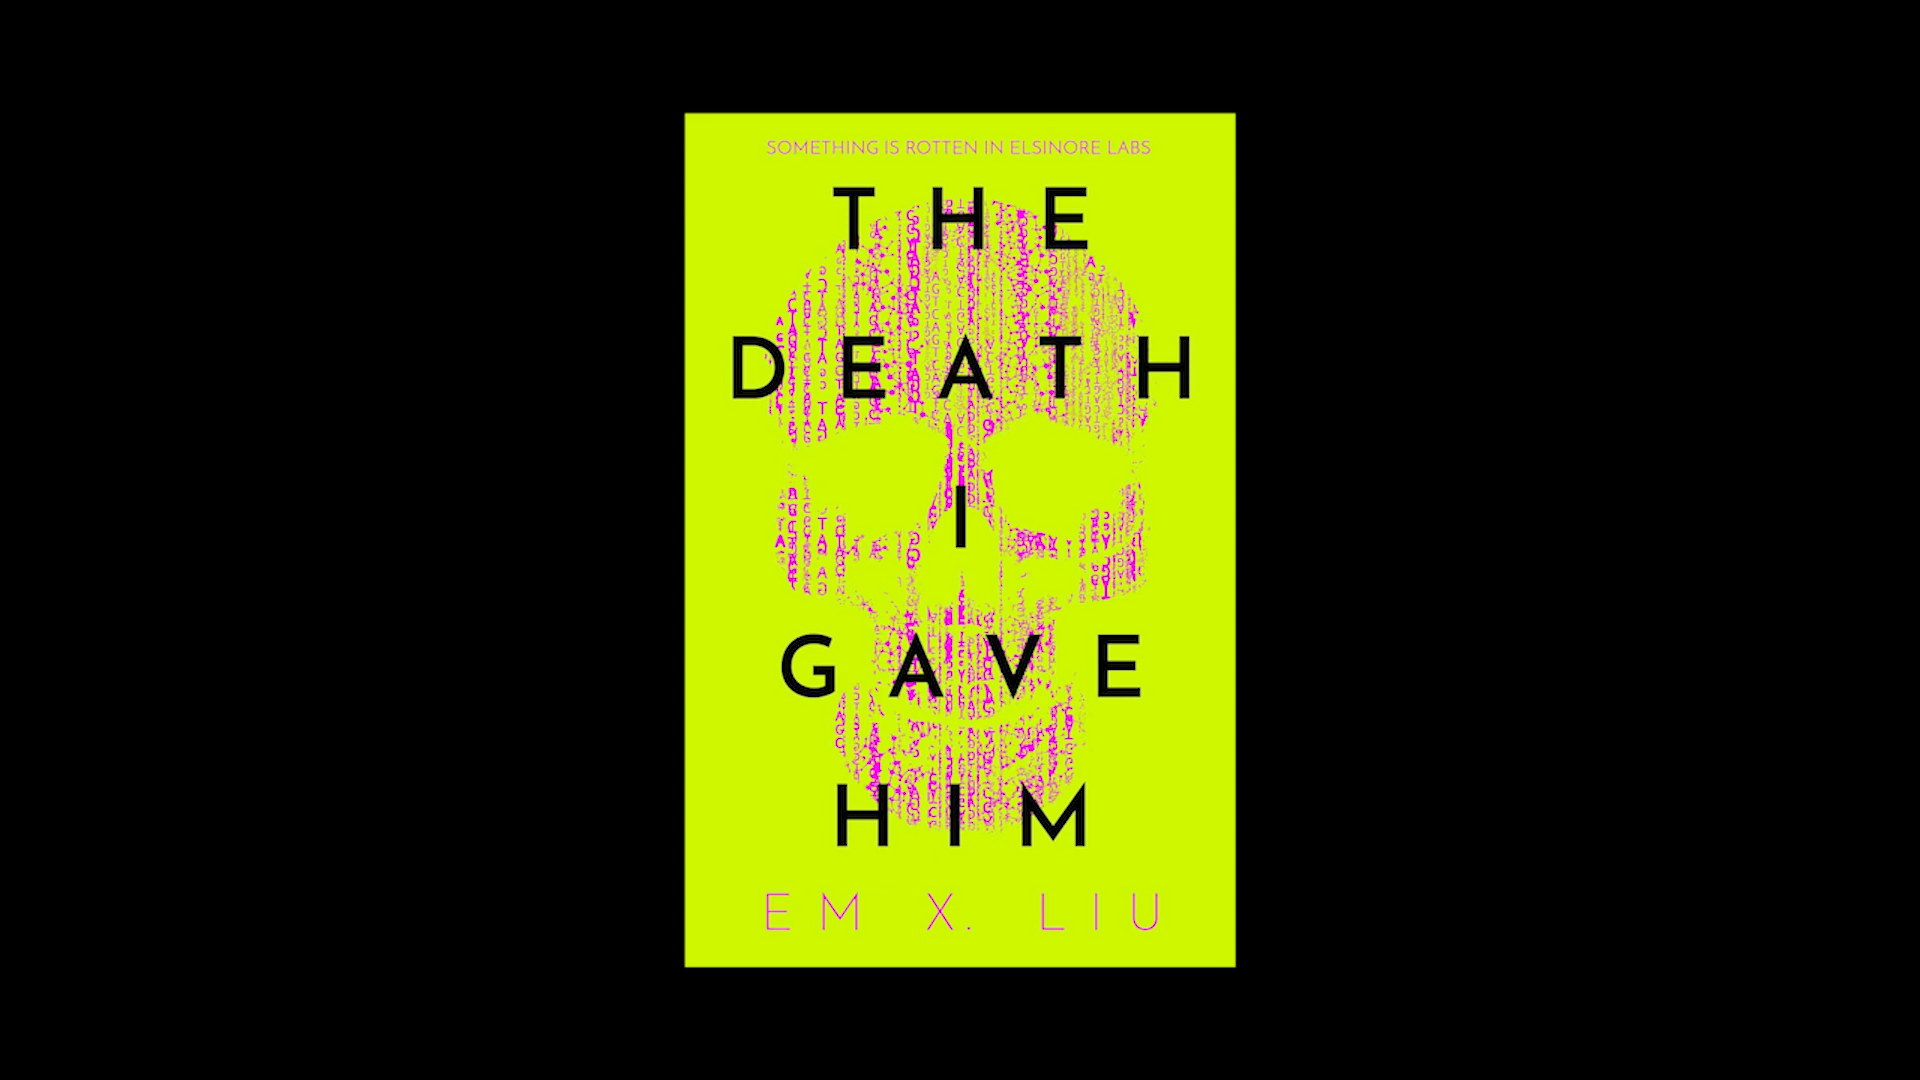 SOMETHING IS ROTTEN IN ELSINORE LABS
THE
DEATH
I
GAVE
HIM
EM X. LIU